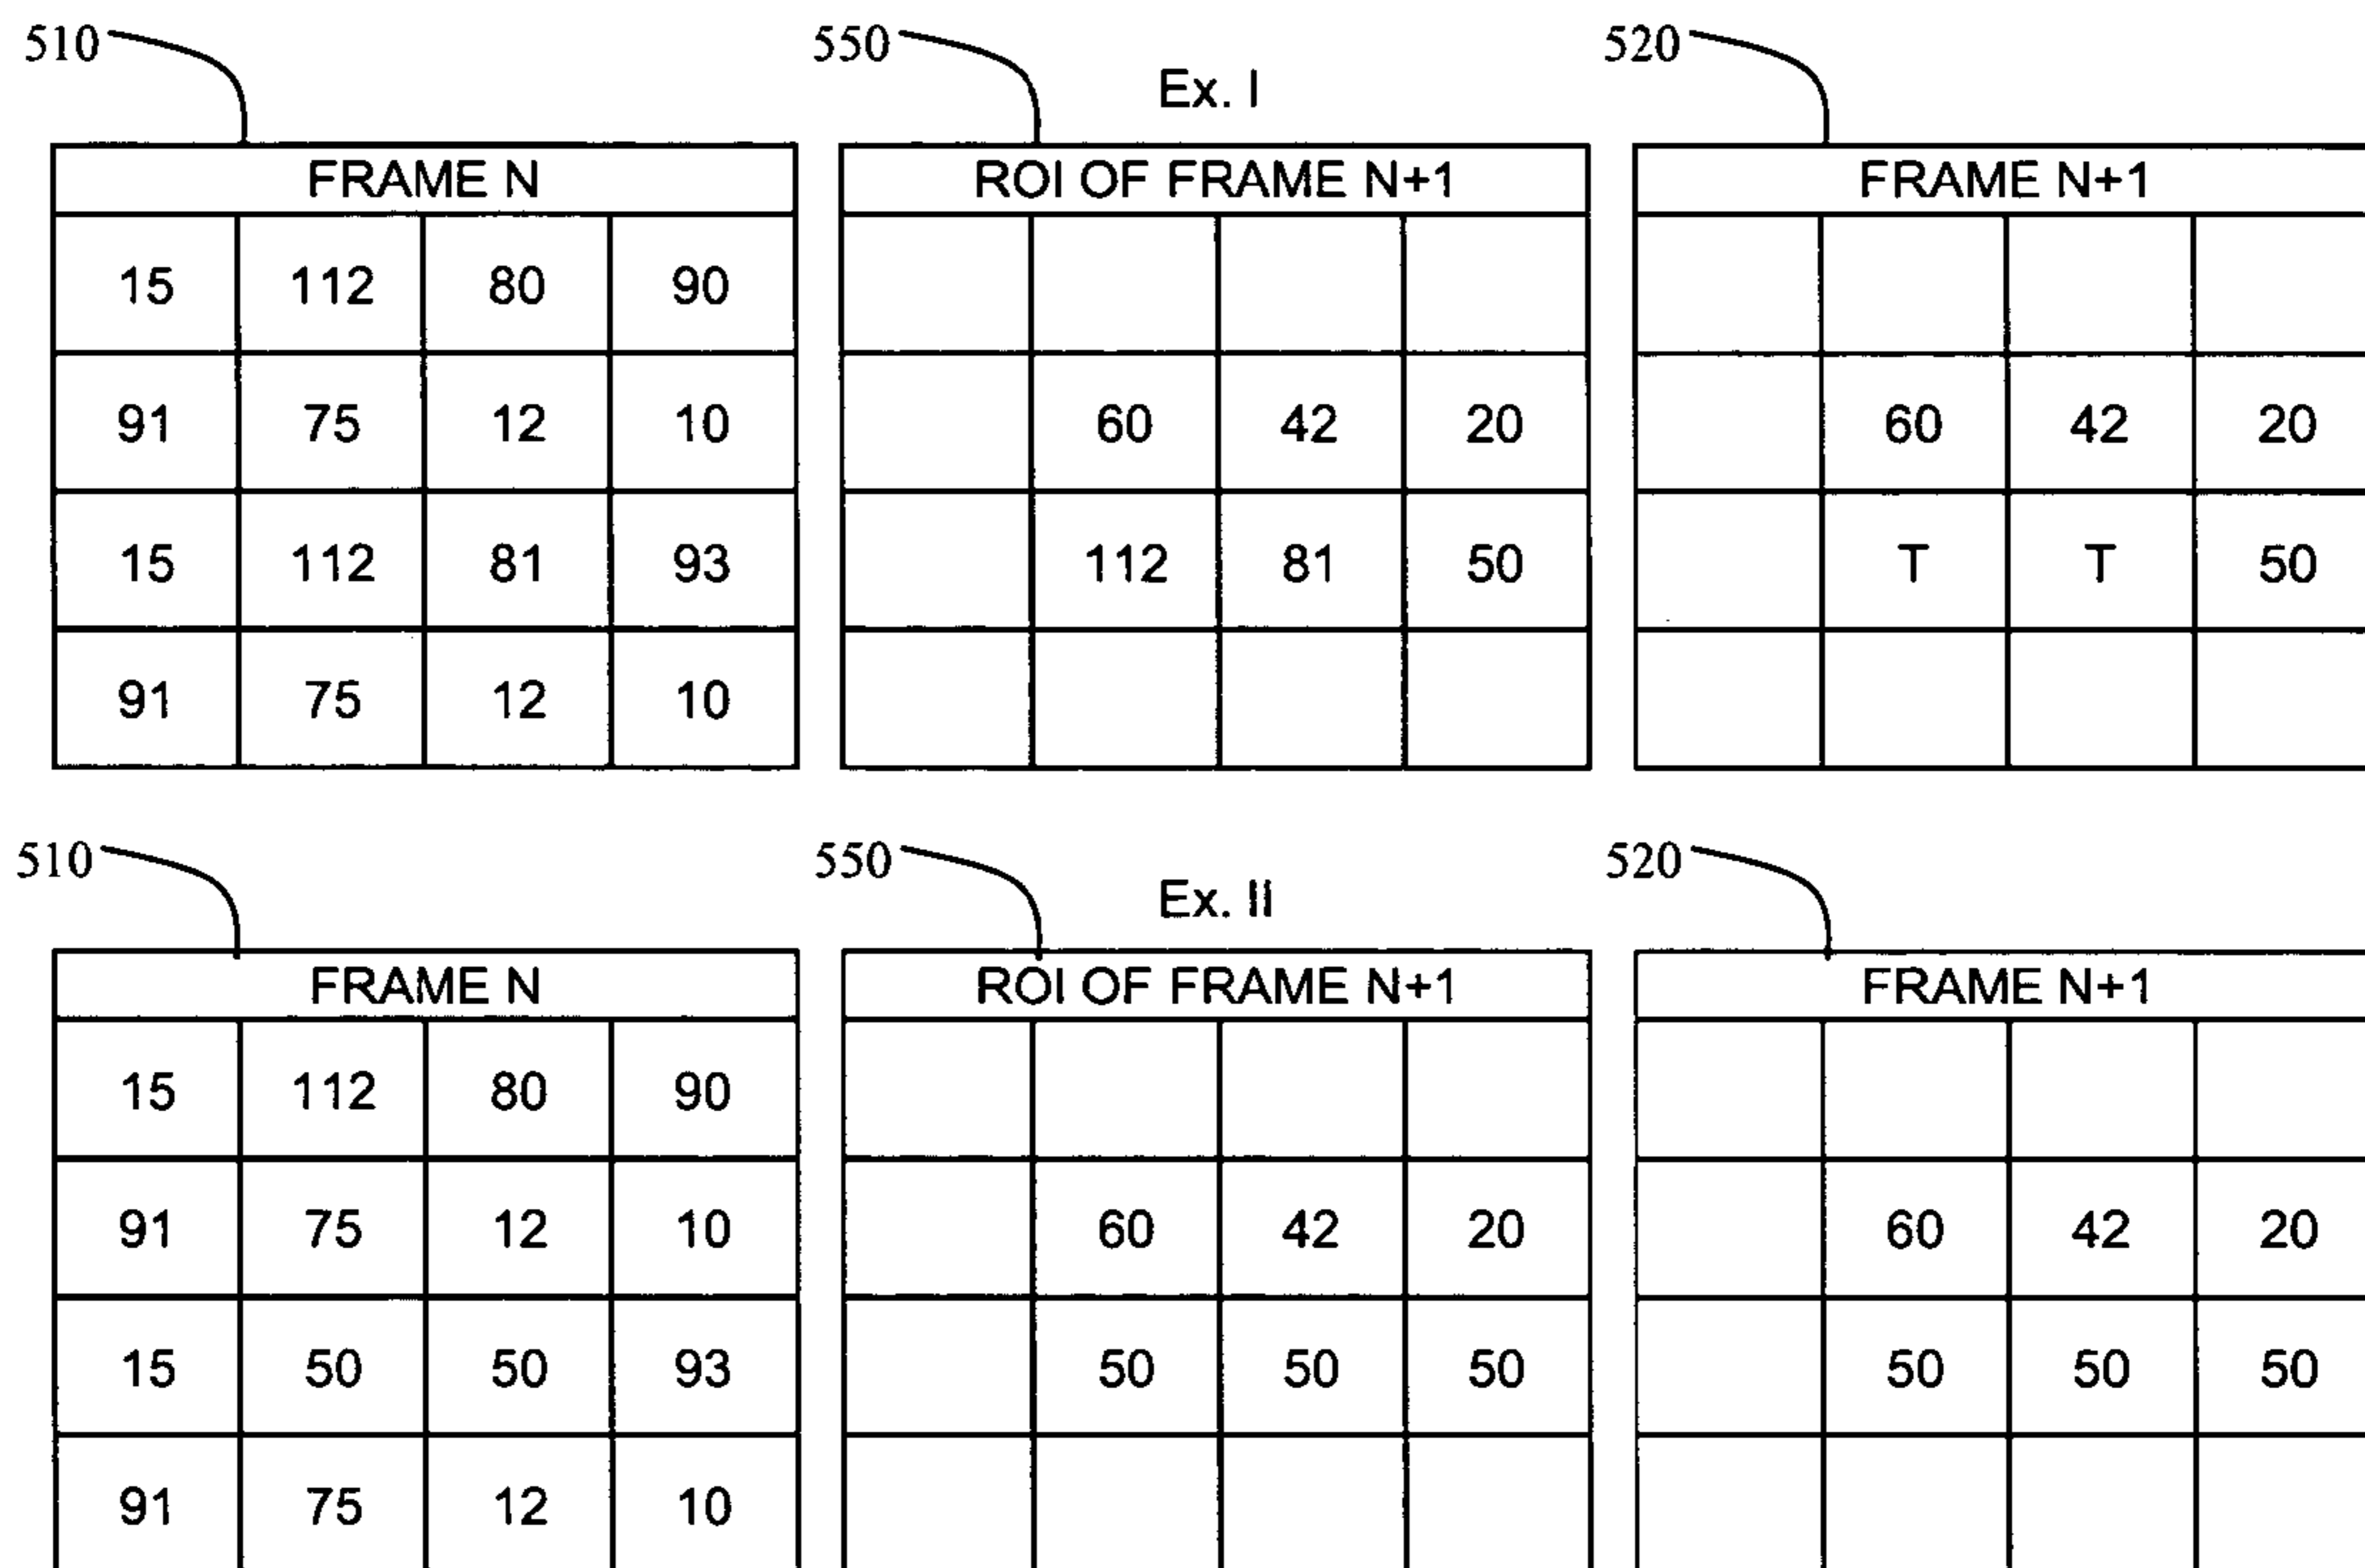 510 550 520
Ex. I
FRAME N ROI OF FRAME N+1 FRAME N+1
15 112 80 90
91 75 12 10 60 42 20 60 42 20
15 112 81 93 112 81 50 T T 50
91 75 12 10
510 550 520
Ex. II
FRAME N ROI OF FRAME N+1 FRAME N+1
15 112 80 90
91 75 12 10 60 42 20 60 42 20
15 50 50 93 50 50 50 50 50 50
91 75 12 10